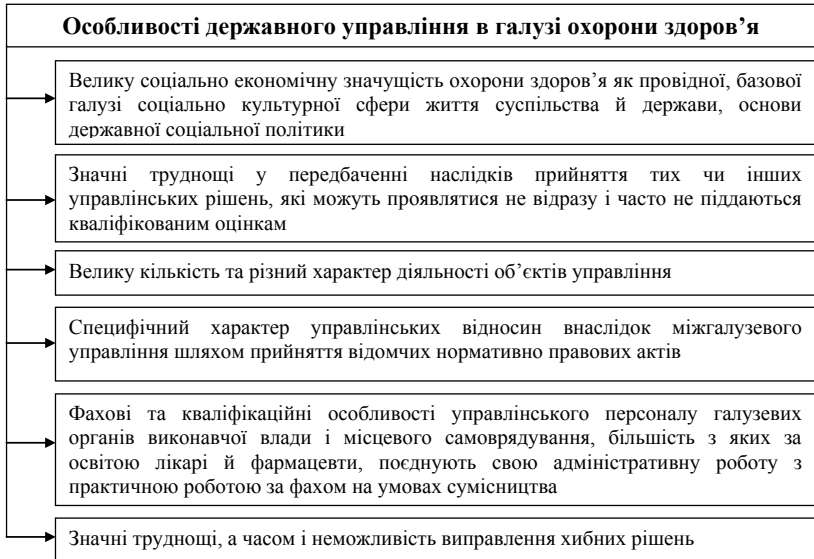 Особливості державного управління в галузі охорони здоров’я
Велику соціально економічну значущість охорони здоров’я як провідної, базової
галузі соціально культурної сфери життя суспільства й держави, основи
державної соціальної політики
Значні труднощі у передбаченні наслідків прийняття тих чи інших
управлінських рішень, які можуть проявлятися не відразу і часто не піддаються
кваліфікованим оцінкам
Велику кількість та різний характер діяльності об’єктів управління
Специфічний характер управлінських відносин внаслідок міжгалузевого
управління шляхом прийняття відомчих нормативно правових актів
Фахові та кваліфікаційні особливості управлінського персоналу галузевих
органів виконавчої влади і місцевого самоврядування, більшість з яких за
освітою лікарі й фармацевти, поєднують свою адміністративну роботу з
практичною роботою за фахом на умовах сумісництва
Значні труднощі, а часом і неможливість виправлення хибних рішень